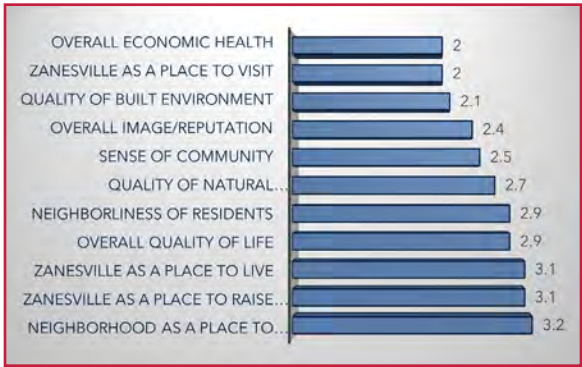 OVERALL ECONOMIC HEALTH 2
ZANESVILLE AS A PLACE TO VISIT 2
QUALITY OF BUILT ENVIRONMENT 2.1
OVERALL IMAGE/REPUTATION 2.4
SENSE OF COMMUNITY 2.5
QUALITY OF NATURAL... 2.7
NEIGHBORLINESS OF RESIDENTS 2.9
OVERALL QUALITY OF LIFE 2.9
ZANESVILLE AS A PLACE TO LIVE 3.1
ZANESVILLE AS A PLACE TO RAISE... 3.1
NEIGHBORHOOD AS A PLACE TO... 3.2